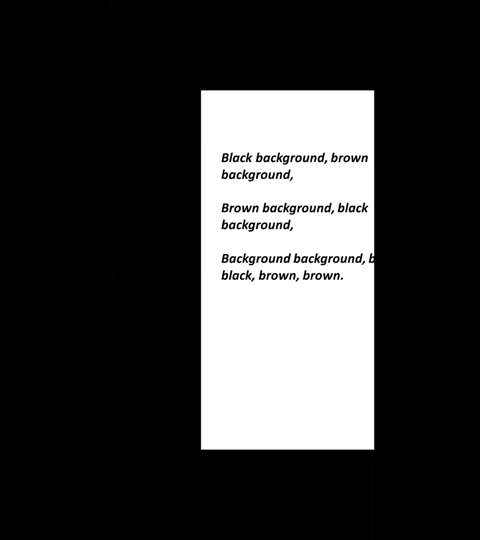 Black background, brown
background,
Brown background, black
background,
Background background,
black, brown, brown.